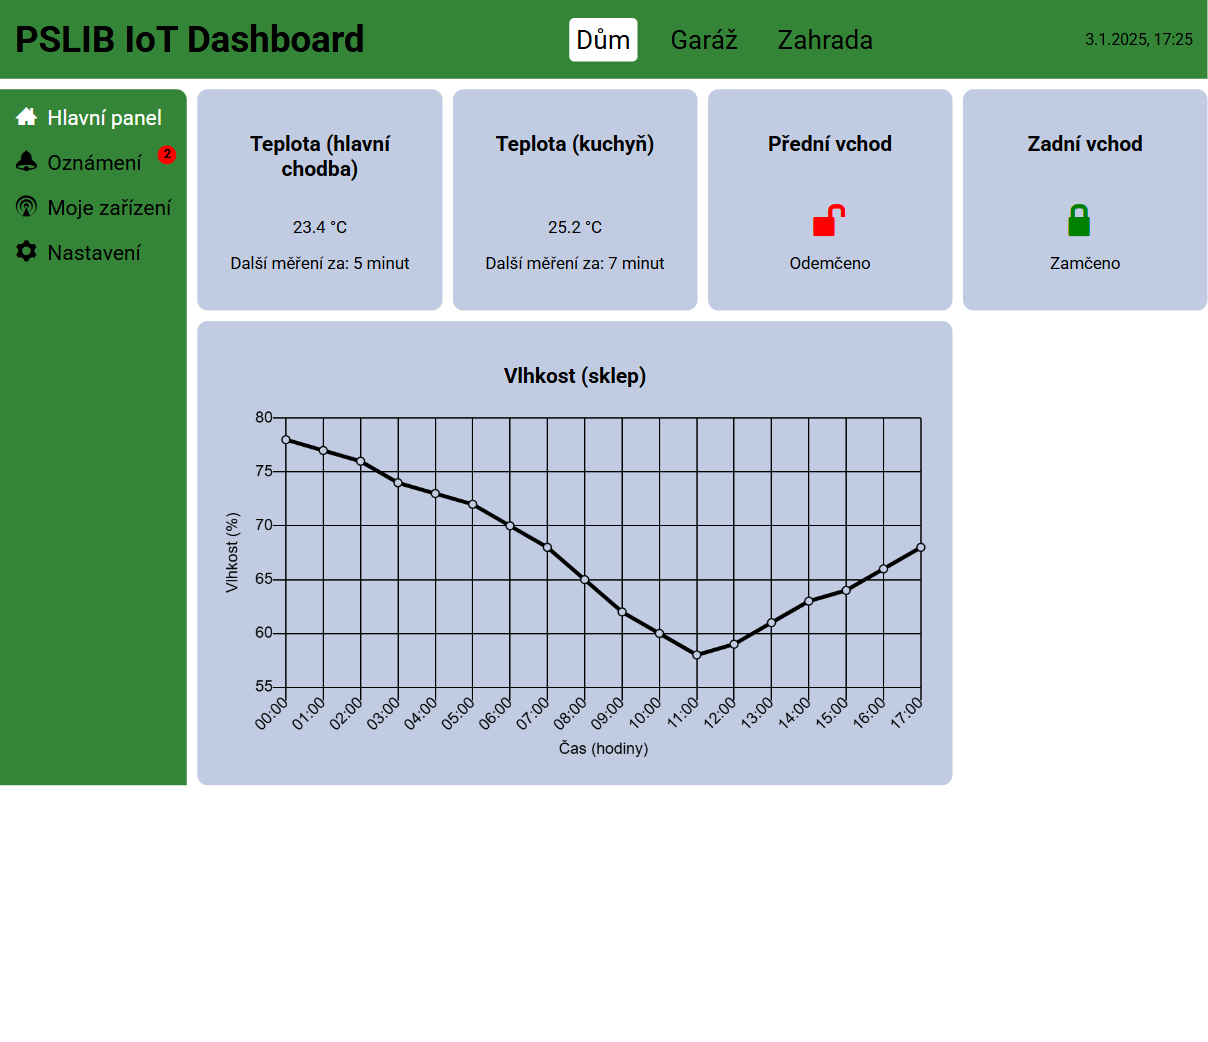 PSLIB IoT Dashboard
Dům
Garáž
Zahrada
3.1.2025, 17:25
Hlavní panel
Oznámení
2
Moje zařízení
Nastavení
Teplota (hlavní
chodba)
23.4 °C
Další měření za: 5 minut
Teplota (kuchyň)
25.2 °C
Další měření za: 7 minut
Přední vchod
Odemčeno
Zadní vchod
Zamčeno
Vlhkost (sklep)
Vlhkost (%)
80
75
70
65
60
55
00:00
01:00
02:00
03:00
04:00
05:00
06:00
07:00
08:00
09:00
10:00
11:00
12:00
13:00
14:00
15:00
16:00
17:00
Čas (hodiny)